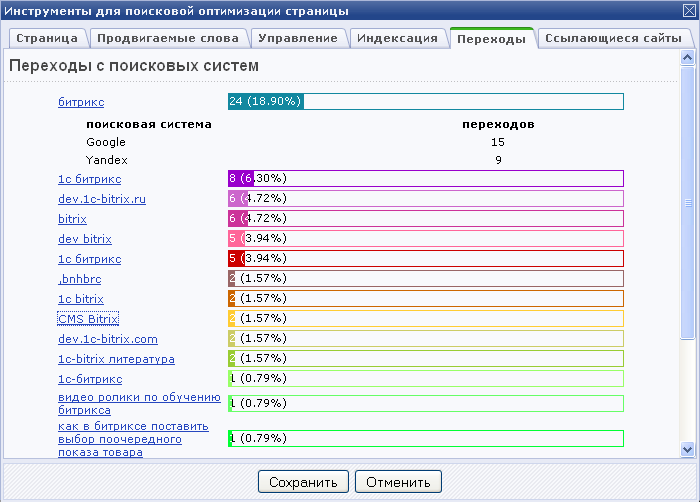 Инструменты для поисковой оптимизации страницы
Страница Продвигаемые слова Управление Индексация Переходы Ссылающиеся сайты
Переходы с поисковых систем
битрикс 24 (18.90%)
поисковая система переходов
Google 15
Yandex 9
1с битрикс 8 (6.30%)
dev.1c-bitrix.ru 6 (4.72%)
bitrix 6 (4.72%)
dev bitrix 5 (3.94%)
1c битрикс 5 (3.94%)
,bnhbrc 2 (1.57%)
1c bitrix 2 (1.57%)
CMS Bitrix 2 (1.57%)
dev.1c-bitrix.com 2 (1.57%)
1c-bitrix литература 2 (1.57%)
1с-битрикс 1 (0.79%)
видео ролики по обучению
битрикса 1 (0.79%)
как в битриксе поставить
выбор поочередного 1 (0.79%)
показа товара
Сохранить Отменить